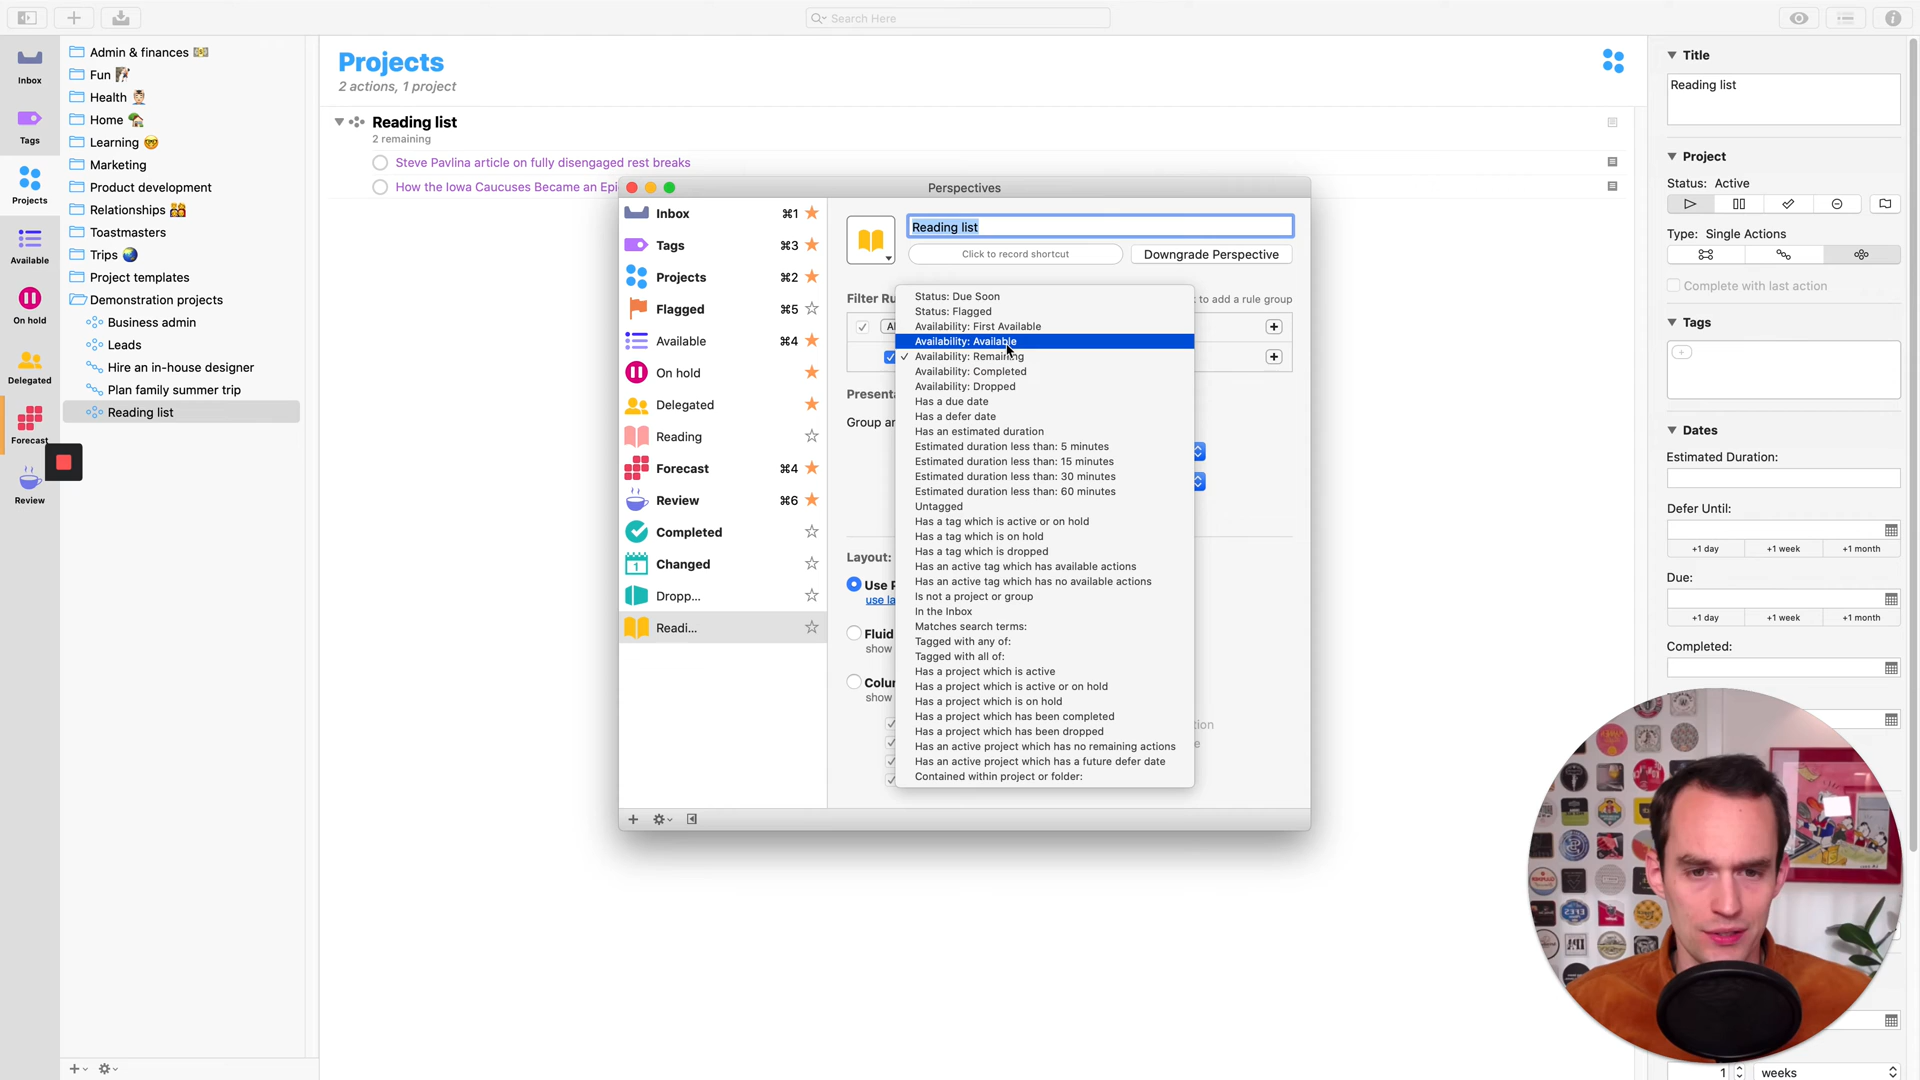 Search Here
Inbox
Tags
Projects
Available
On hold
Delegated
Forecast
Review
Admin & finances
Fun
Health
Home
Learning
Marketing
Product development
Relationships
Toastmasters
Trips
Project templates
Demonstration projects
Business admin
Leads
Hire an in-house designer
Plan family summer trip
Reading list
Projects
2 actions, 1 project
Reading list
2 remaining
Steve Pavlina article on fully disengaged rest breaks
How the Iowa Caucuses Became an Epi
Perspectives
Inbox ⌘1
Tags ⌘3
Projects ⌘2
Flagged ⌘5
Available ⌘4
On hold
Delegated
Reading
Forecast ⌘4
Review ⌘6
Completed
Changed
1
Dropp...
Readi...
Reading list
Click to record shortcut
Downgrade Perspective
Filter Ru
t to add a rule group
Al
Presenta
Group an
Layout:
Use P
use la
Fluid
show
Colu
show
Status: Due Soon
Status: Flagged
Availability: First Available
Availability: Available
✓ Availability: Remaining
Availability: Completed
Availability: Dropped
Has a due date
Has a defer date
Has an estimated duration
Estimated duration less than: 5 minutes
Estimated duration less than: 15 minutes
Estimated duration less than: 30 minutes
Estimated duration less than: 60 minutes
Untagged
Has a tag which is active or on hold
Has a tag which is on hold
Has a tag which is dropped
Has an active tag which has available actions
Has an active tag which has no available actions
Is not a project or group
In the Inbox
Matches search terms:
Tagged with any of:
Tagged with all of:
Has a project which is active
Has a project which is active or on hold
Has a project which is on hold
Has a project which has been completed
Has a project which has been dropped
Has an active project which has no remaining actions
Has an active project which has a future defer date
Contained within project or folder:
Title
Reading list
Project
Status: Active
Type: Single Actions
Complete with last action
Tags
Dates
Estimated Duration:
Defer Until:
+1 day +1 week +1 month
Due:
+1 day +1 week +1 month
Completed:
1 weeks